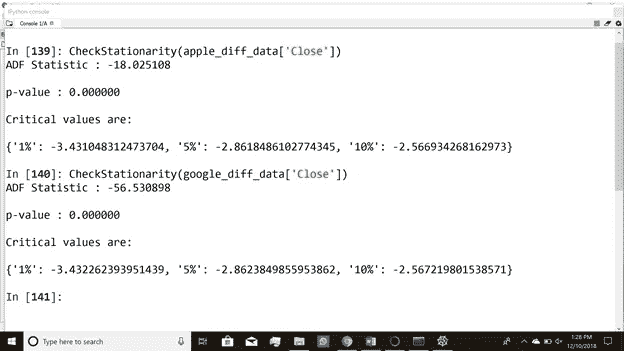 IPython console
Console 1/A
In [139]: CheckStationarity(apple_diff_data['Close'])
ADF Statistic : -18.025108
p-value : 0.000000
Critical values are:
{'1%': -3.431048312473704, '5%': -2.8618486102774345, '10%': -2.566934268162973}
In [140]: CheckStationarity(google_diff_data['Close'])
ADF Statistic : -56.530898
p-value : 0.000000
Critical values are:
{'1%': -3.432262393951439, '5%': -2.8623849855953862, '10%': -2.567219801538571}
In [141]:
Type here to search
1:26 PM
12/10/2018